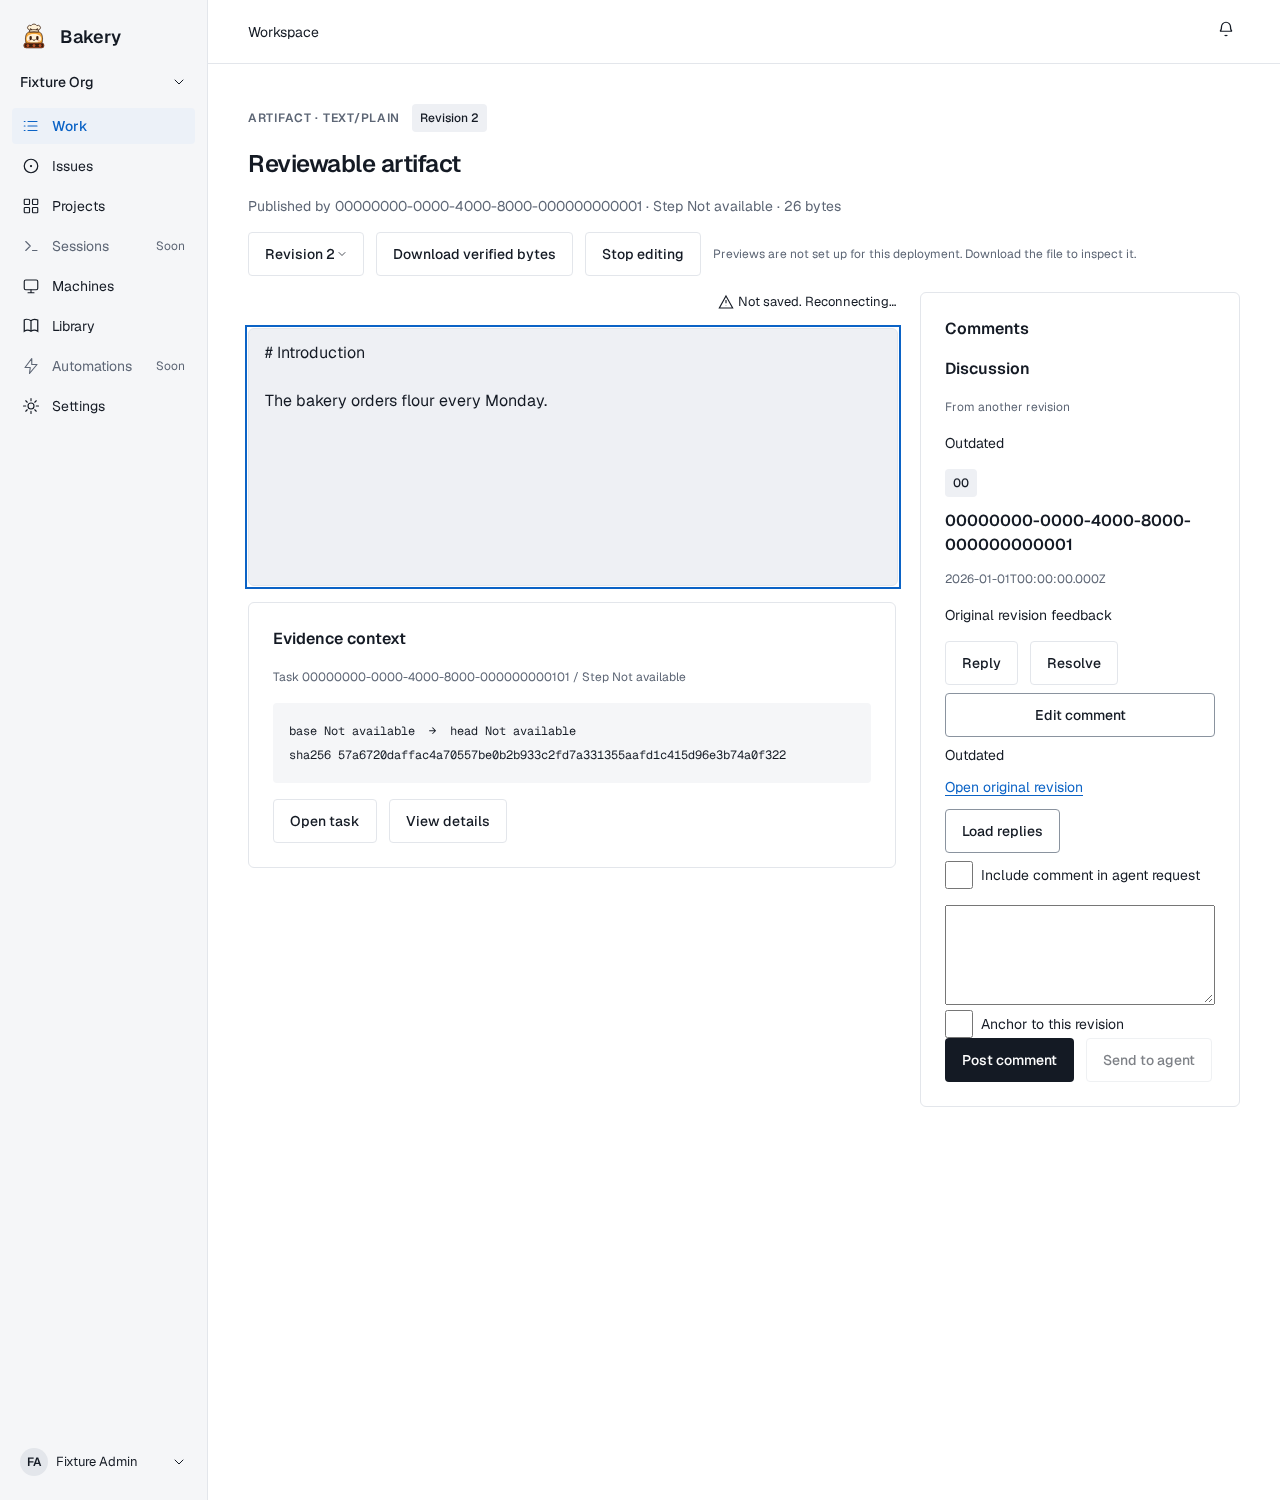 Bakery
Fixture Org
Work
Issues
Projects
Sessions Soon
Machines
Library
Automations Soon
Settings
FA Fixture Admin
Workspace
ARTIFACT · TEXT/PLAIN Revision 2
Reviewable artifact
Published by 00000000-0000-4000-8000-000000000001 · Step Not available · 26 bytes
Revision 2 Download verified bytes Stop editing Previews are not set up for this deployment. Download the file to inspect it.
Not saved. Reconnecting…
# Introduction
The bakery orders flour every Monday.
Evidence context
Task 00000000-0000-4000-8000-000000000101 / Step Not available
base Not available → head Not available
sha256 57a6720daffac4a70557be0b2b933c2fd7a331355aafd1c415d96e3b74a0f322
Open task View details
Comments
Discussion
From another revision
Outdated
00
00000000-0000-4000-8000-
000000000001
2026-01-01T00:00:00.000Z
Original revision feedback
Reply Resolve
Edit comment
Outdated
Open original revision
Load replies
Include comment in agent request
Anchor to this revision
Post comment Send to agent